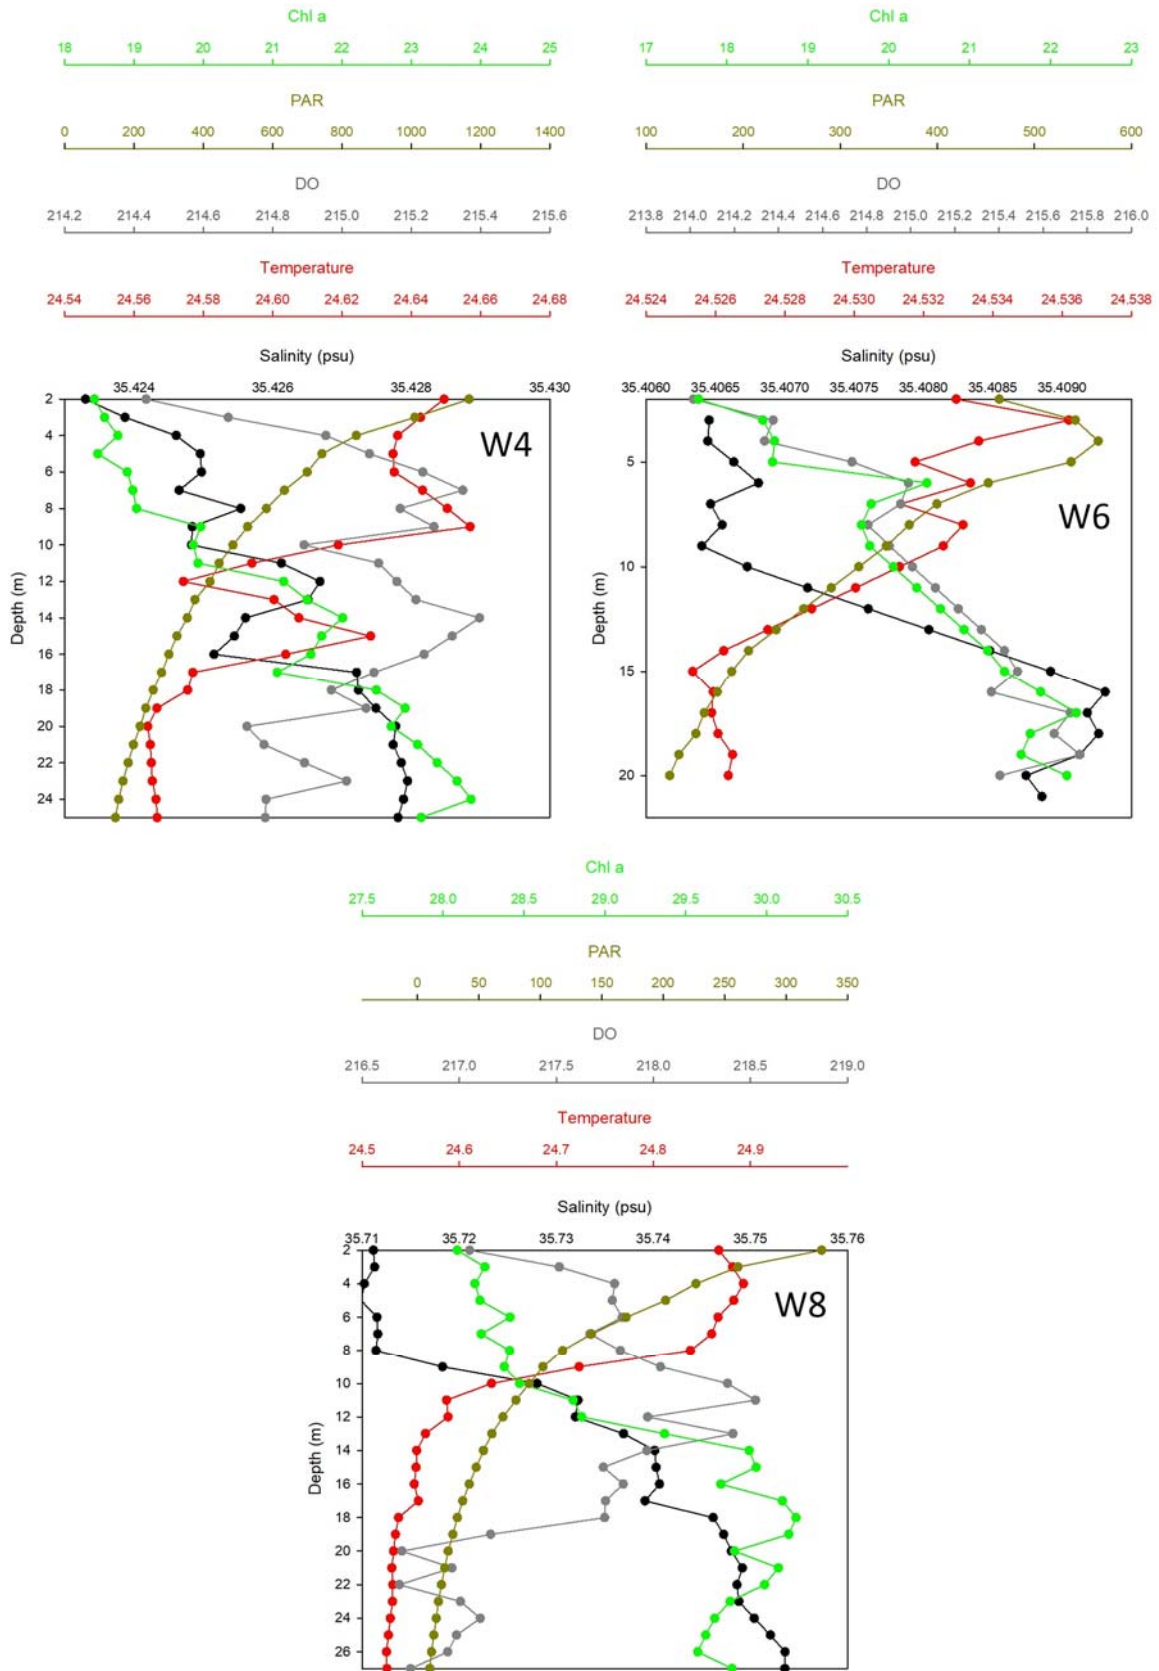 Chl a
18 19 20 21 22 23 24 25
PAR
0 200 400 600 800 1000 1200 1400
DO
214.2 214.4 214.6 214.8 215.0 215.2 215.4 215.6
Temperature
24.54 24.56 24.58 24.60 24.62 24.64 24.66 24.68
Salinity (psu)
35.424 35.426 35.428 35.430
W4
Depth (m)
2
4
6
8
10
12
14
16
18
20
22
24
Chl a
17 18 19 20 21 22 23
PAR
100 200 300 400 500 600
DO
213.8 214.0 214.2 214.4 214.6 214.8 215.0 215.2 215.4 215.6 215.8 216.0
Temperature
24.524 24.526 24.528 24.530 24.532 24.534 24.536 24.538
Salinity (psu)
35.4060 35.4065 35.4070 35.4075 35.4080 35.4085 35.4090
W6
Depth (m)
2
5
10
15
20
Chl a
27.5 28.0 28.5 29.0 29.5 30.0 30.5
PAR
0 50 100 150 200 250 300 350
DO
216.5 217.0 217.5 218.0 218.5 219.0
Temperature
24.5 24.6 24.7 24.8 24.9
Salinity (psu)
35.71 35.72 35.73 35.74 35.75 35.76
W8
Depth (m)
2
4
6
8
10
12
14
16
18
20
22
24
26